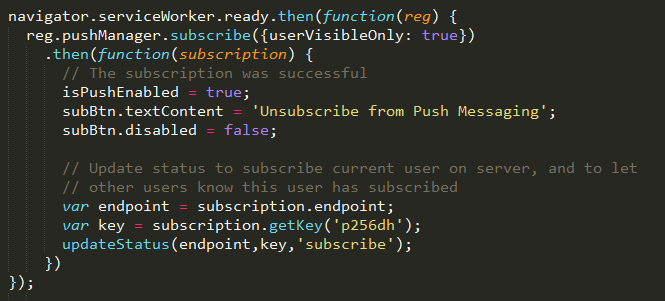 navigator.serviceWorker.ready.then(function(reg) {
  reg.pushManager.subscribe({userVisibleOnly: true})
    .then(function(subscription) {
      // The subscription was successful
      isPushEnabled = true;
      subBtn.textContent = 'Unsubscribe from Push Messaging';
      subBtn.disabled = false;

      // Update status to subscribe current user on server, and to let
      // other users know this user has subscribed
      var endpoint = subscription.endpoint;
      var key = subscription.getKey('p256dh');
      updateStatus(endpoint,key,'subscribe');
    })
});